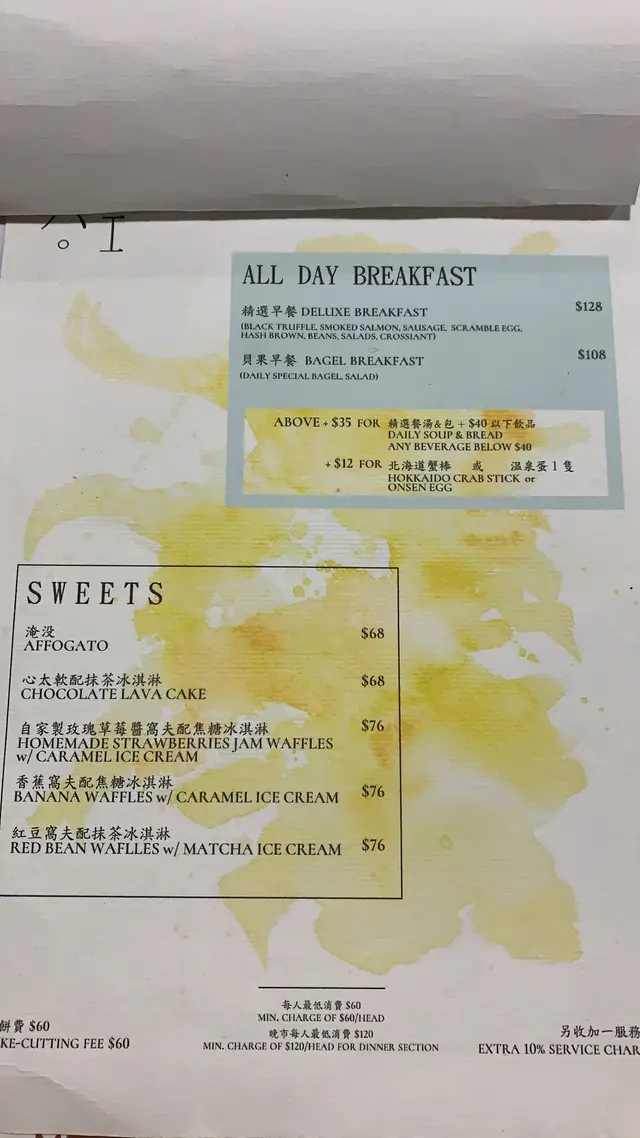 ALL DAY BREAKFAST
精選早餐 DELUXE BREAKFAST $128
(BLACK TRUFFLE, SMOKED SALMON, SAUSAGE, SCRAMBLE EGG,
HASH BROWN, BEANS, SALADS, CROSSIANT)
貝果早餐 BAGEL BREAKFAST $108
(DAILY SPECIAL BAGEL, SALAD)
ABOVE + $35 FOR 精選餐湯&包 + $40 以下飲品
DAILY SOUP & BREAD
ANY BEVERAGE BELOW $40
+ $12 FOR 北海道蟹棒 或 溫泉蛋 1 隻
HOKKAIDO CRAB STICK or
ONSEN EGG
SWEETS
淹没
AFFOGATO $68
心太軟配抹茶冰淇淋
CHOCOLATE LAVA CAKE $68
自家製玫瑰草莓醬窩夫配焦糖冰淇淋 $76
HOMEMADE STRAWBERRIES JAM WAFFLES
w/ CARAMEL ICE CREAM
香蕉窩夫配焦糖冰淇淋
BANANA WAFFLES w/ CARAMEL ICE CREAM $76
紅豆窩夫配抹茶冰淇淋
RED BEAN WAFLLES w/ MATCHA ICE CREAM $76
每人最低消費 $60
MIN. CHARGE OF $60/HEAD
晚市每人最低消費 $120
MIN. CHARGE OF $120/HEAD FOR DINNER SECTION
餅費 $60
KE-CUTTING FEE $60
另收加一服務
EXTRA 10% SERVICE CHAR